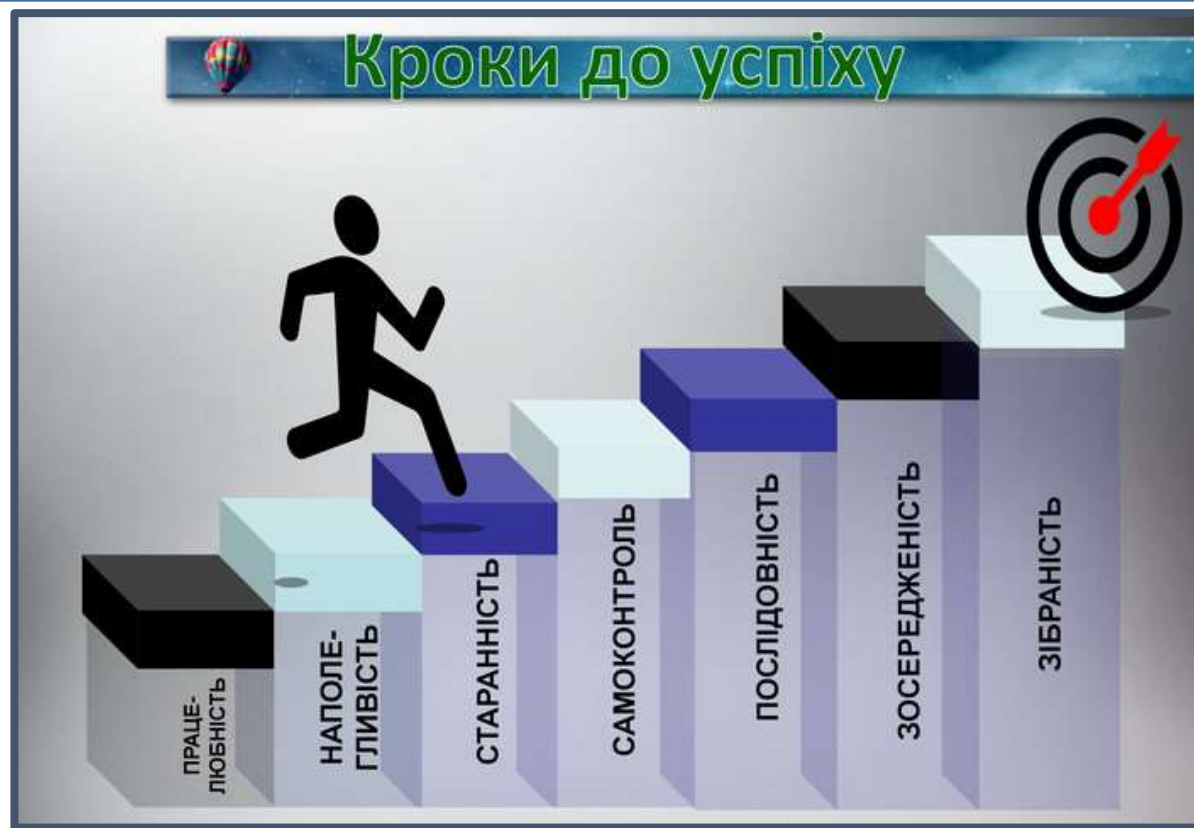 Кроки до успіху
ПРАЦЕ-
ЛЮБНІСТЬ
НАПОЛЕ-
ГЛИВІСТЬ
СТАРАННІСТЬ
САМОКОНТРОЛЬ
ПОСЛІДОВНІСТЬ
ЗОСЕРЕДЖЕНІСТЬ
ЗІБРАНІСТЬ